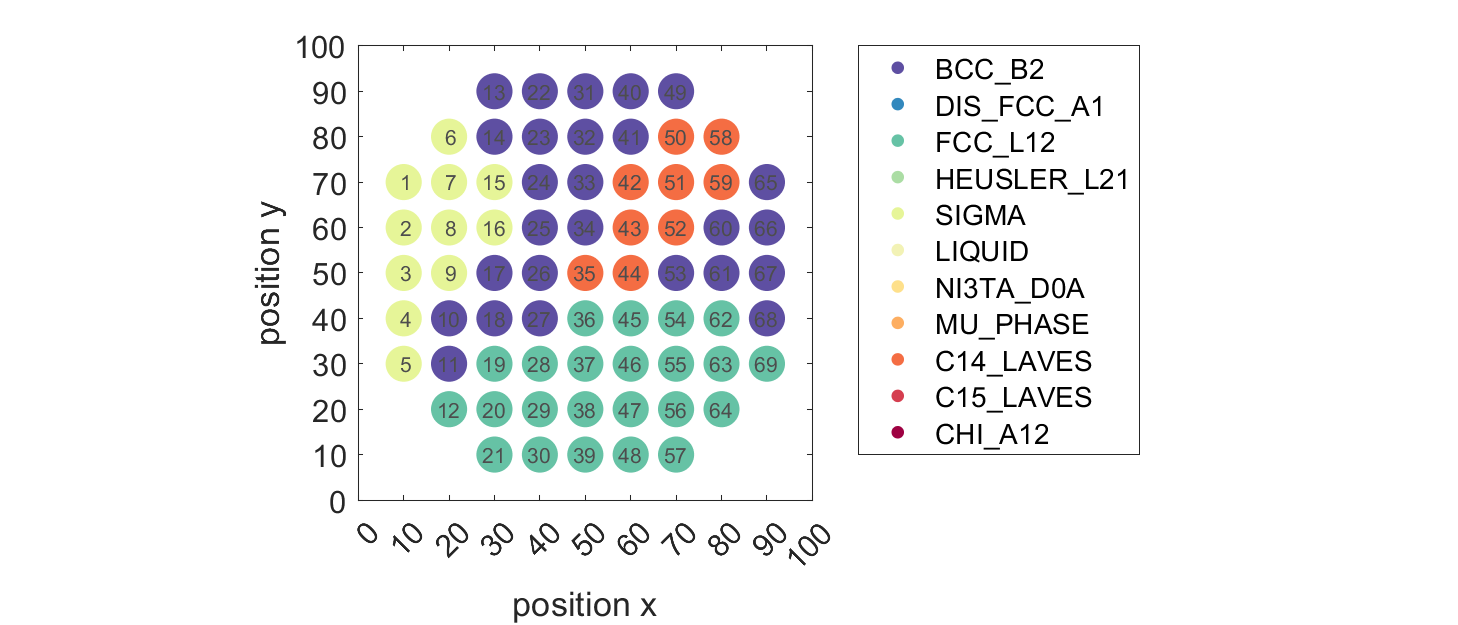 100
90
80
70
60
50
40
30
20
10
0
position y
13 22 31 40 49
6 14 23 32 41 50 58
1 7 15 24 33 42 51 59 65
2 8 16 25 34 43 52 60 66
3 9 17 26 35 44 53 61 67
4 10 18 27 36 45 54 62 68
5 11 19 28 37 46 55 63 69
12 20 29 38 47 56 64
21 30 39 48 57
0 10 20 30 40 50 60 70 80 90 100
position x
BCC_B2
DIS_FCC_A1
FCC_L12
HEUSLER_L21
SIGMA
LIQUID
NI3TA_D0A
MU_PHASE
C14_LAVES
C15_LAVES
CHI_A12